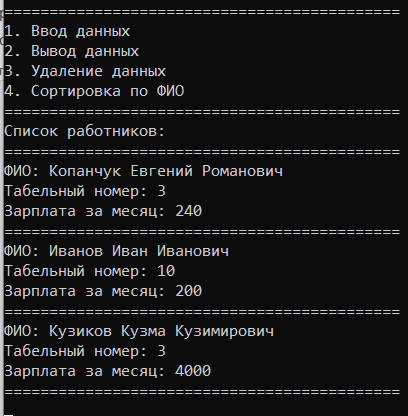 ============================================
1. Ввод данных
2. Вывод данных
3. Удаление данных
4. Сортировка по ФИО
============================================
Список работников:
============================================
ФИО: Копанчук Евгений Романович
Табельный номер: 3
Зарплата за месяц: 240
============================================
ФИО: Иванов Иван Иванович
Табельный номер: 10
Зарплата за месяц: 200
============================================
ФИО: Кузиков Кузма Кузимирович
Табельный номер: 3
Зарплата за месяц: 4000
============================================